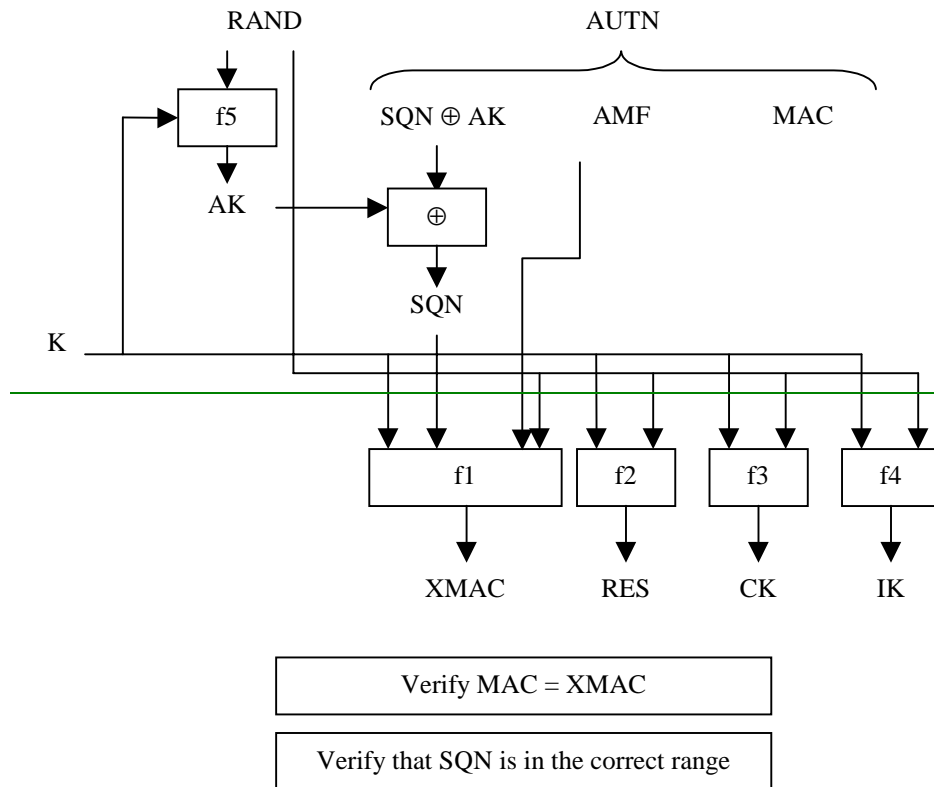 RAND
AUTN
f5
SQN ⊕ AK
AMF
MAC
AK
⊕
SQN
K
f1
f2
f3
f4
XMAC
RES
CK
IK
Verify MAC = XMAC
Verify that SQN is in the correct range